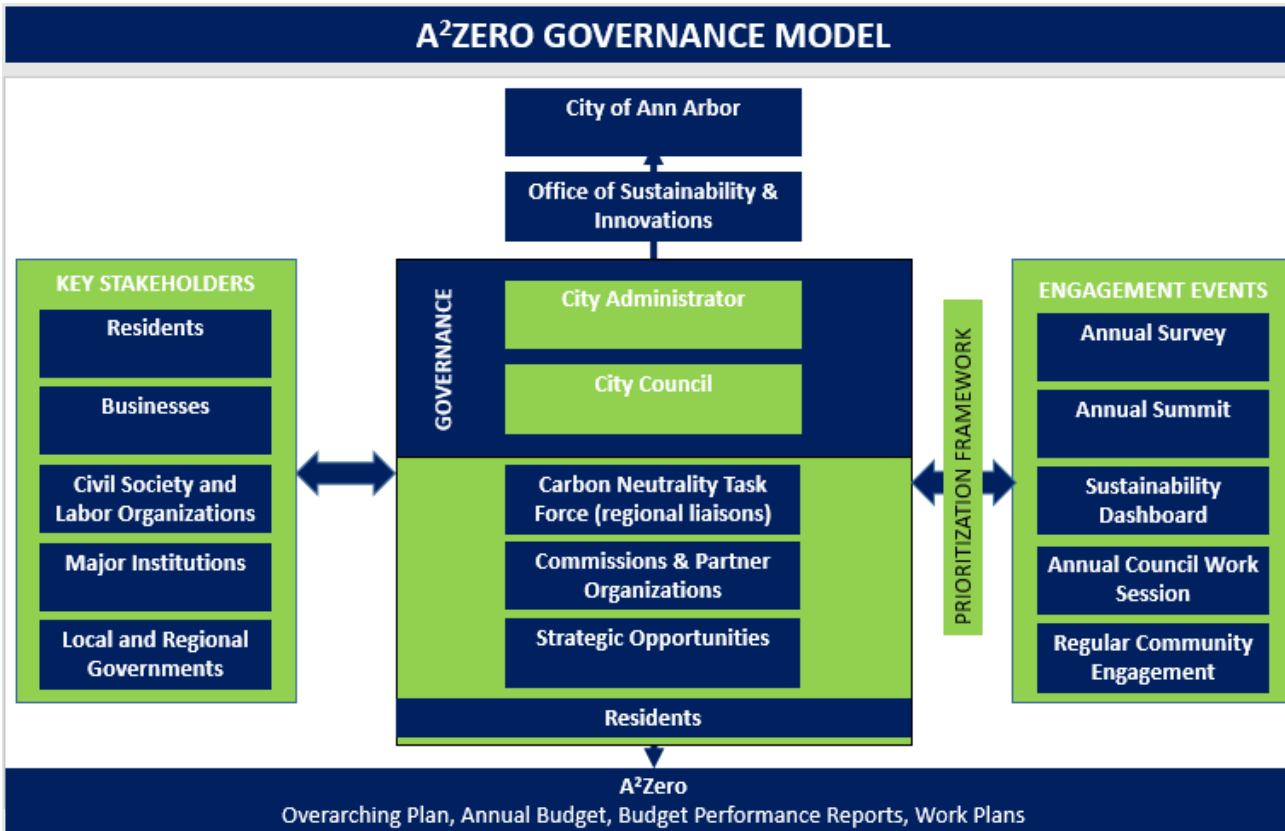 A²ZERO GOVERNANCE MODEL
City of Ann Arbor
Office of Sustainability &
Innovations
KEY STAKEHOLDERS
Residents
Businesses
Civil Society and
Labor Organizations
Major Institutions
Local and Regional
Governments
GOVERNANCE
City Administrator
City Council
Carbon Neutrality Task
Force (regional liaisons)
Commissions & Partner
Organizations
Strategic Opportunities
Residents
PRIORITIZATION FRAMEWORK
ENGAGEMENT EVENTS
Annual Survey
Annual Summit
Sustainability
Dashboard
Annual Council Work
Session
Regular Community
Engagement
A²Zero
Overarching Plan, Annual Budget, Budget Performance Reports, Work Plans